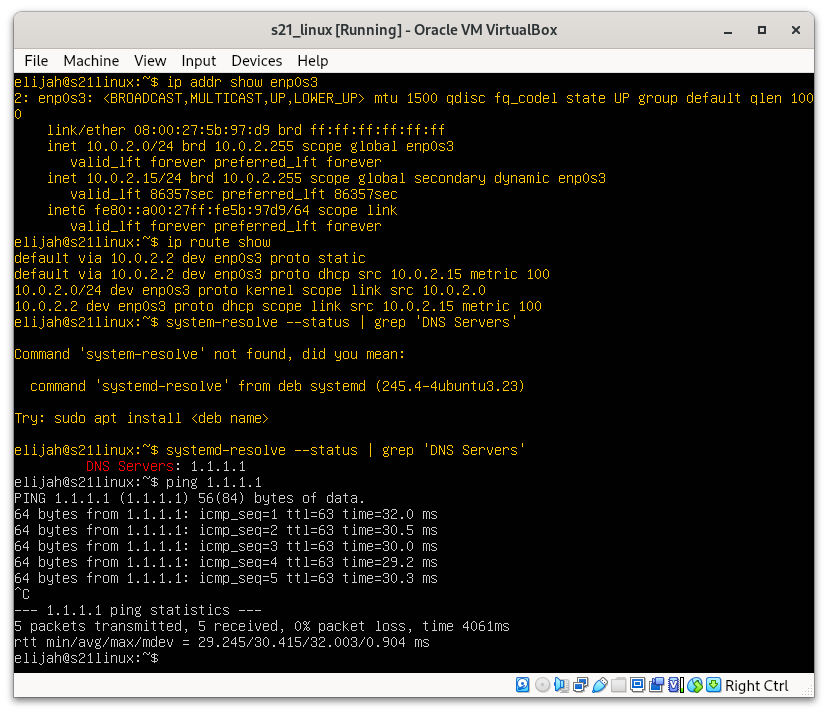 s21_linux [Running] - Oracle VM VirtualBox
File Machine View Input Devices Help
elijah@s21linux:~$ ip addr show enp0s3
2: enp0s3: <BROADCAST,MULTICAST,UP,LOWER_UP> mtu 1500 qdisc fq_codel state UP group default qlen 100
0
    link/ether 08:00:27:5b:97:d9 brd ff:ff:ff:ff:ff:ff
    inet 10.0.2.0/24 brd 10.0.2.255 scope global enp0s3
       valid_lft forever preferred_lft forever
    inet 10.0.2.15/24 brd 10.0.2.255 scope global secondary dynamic enp0s3
       valid_lft 86357sec preferred_lft 86357sec
    inet6 fe80::a00:27ff:fe5b:97d9/64 scope link
       valid_lft forever preferred_lft forever
elijah@s21linux:~$ ip route show
default via 10.0.2.2 dev enp0s3 proto static
default via 10.0.2.2 dev enp0s3 proto dhcp src 10.0.2.15 metric 100
10.0.2.0/24 dev enp0s3 proto kernel scope link src 10.0.2.0
10.0.2.2 dev enp0s3 proto dhcp scope link src 10.0.2.15 metric 100
elijah@s21linux:~$ system-resolve --status | grep 'DNS Servers'
Command 'system-resolve' not found, did you mean:
  command 'systemd-resolve' from deb systemd (245.4-4ubuntu3.23)
Try: sudo apt install <deb name>
elijah@s21linux:~$ systemd-resolve --status | grep 'DNS Servers'
         DNS Servers: 1.1.1.1
elijah@s21linux:~$ ping 1.1.1.1
PING 1.1.1.1 (1.1.1.1) 56(84) bytes of data.
64 bytes from 1.1.1.1: icmp_seq=1 ttl=63 time=32.0 ms
64 bytes from 1.1.1.1: icmp_seq=2 ttl=63 time=30.5 ms
64 bytes from 1.1.1.1: icmp_seq=3 ttl=63 time=30.0 ms
64 bytes from 1.1.1.1: icmp_seq=4 ttl=63 time=29.2 ms
64 bytes from 1.1.1.1: icmp_seq=5 ttl=63 time=30.3 ms
^C
--- 1.1.1.1 ping statistics ---
5 packets transmitted, 5 received, 0% packet loss, time 4061ms
rtt min/avg/max/mdev = 29.245/30.415/32.003/0.904 ms
elijah@s21linux:~$
Right Ctrl